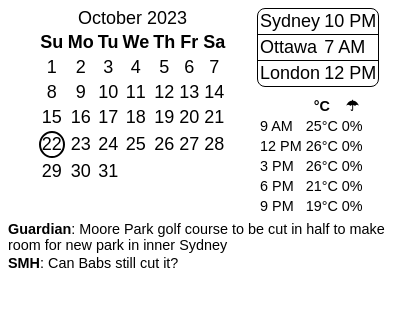 October 2023
Su Mo Tu We Th Fr Sa
1 2 3 4 5 6 7
8 9 10 11 12 13 14
15 16 17 18 19 20 21
22 23 24 25 26 27 28
29 30 31
Sydney 10 PM
Ottawa 7 AM
London 12 PM
°C ☂
9 AM 25°C 0%
12 PM 26°C 0%
3 PM 26°C 0%
6 PM 21°C 0%
9 PM 19°C 0%
Guardian: Moore Park golf course to be cut in half to make
room for new park in inner Sydney
SMH: Can Babs still cut it?